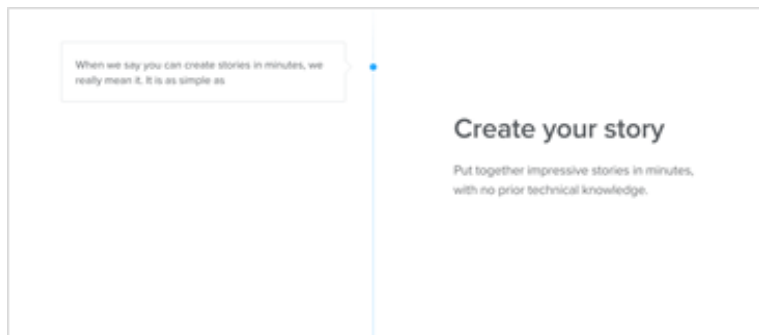 When we say you can create stories in minutes, we
really mean it. It is as simple as
Create your story
Put together impressive stories in minutes,
with no prior technical knowledge.